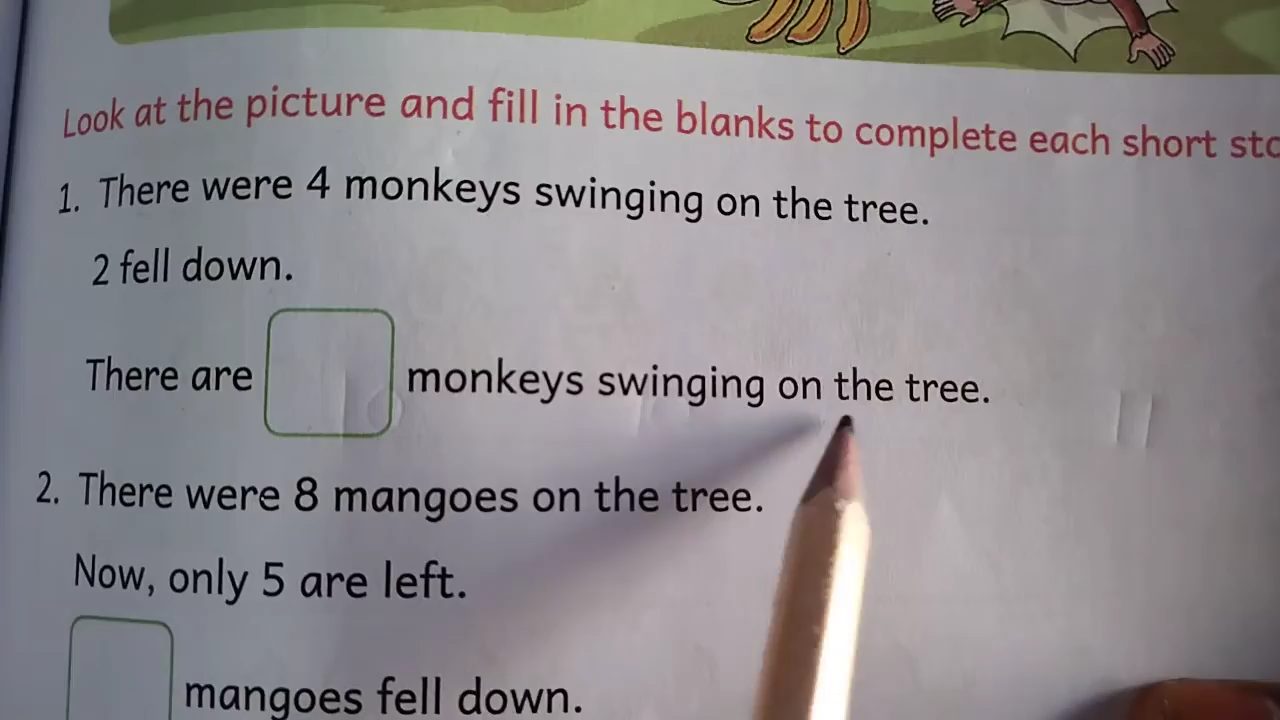 Look at the picture and fill in the blanks to complete each short
1. There were 4 monkeys swinging on the tree.
2 fell down.
There are monkeys swinging on the tree.
2. There were 8 mangoes on the tree.
Now, only 5 are left.
mangoes fell down.